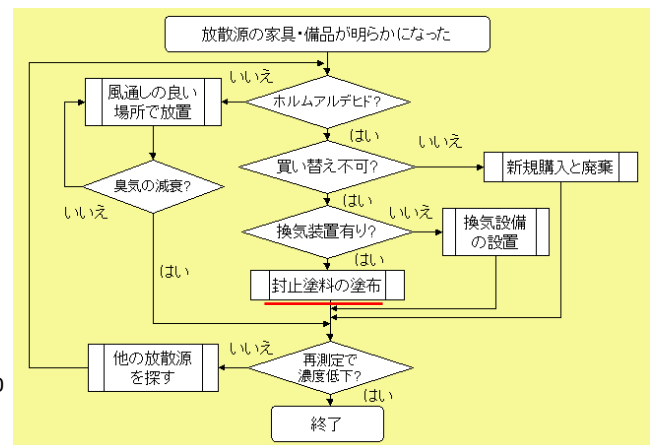 放散源の家具・備品が明らかになった
いいえ
風通しの良い
場所で放置
ホルムアルデヒド?
はい
買い替え不可?
いいえ
新規購入と廃棄
臭気の減衰?
いいえ
はい
はい
換気装置有り?
いいえ
換気設備
の設置
はい
封止塗料の塗布
他の放散源
を探す
いいえ
再測定で
濃度低下?
はい
終了